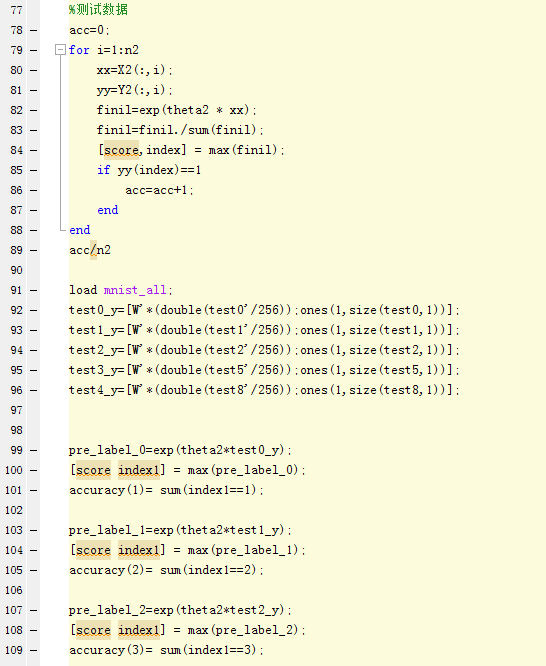 77 %测试数据
78 — acc=0;
79 — for i=1:n2
80 — xx=X2(:,i);
81 — yy=Y2(:,i);
82 — finil=exp(theta2 * xx);
83 — finil=finil./sum(finil);
84 — [score,index] = max(finil);
85 — if yy(index)==1
86 — acc=acc+1;
87 — end
88 — end
89 — acc/n2
90
91 — load mnist_all;
92 — test0_y=[W'*(double(test0'/256));ones(1,size(test0,1))];
93 — test1_y=[W'*(double(test1'/256));ones(1,size(test1,1))];
94 — test2_y=[W'*(double(test2'/256));ones(1,size(test2,1))];
95 — test3_y=[W'*(double(test5'/256));ones(1,size(test5,1))];
96 — test4_y=[W'*(double(test8'/256));ones(1,size(test8,1))];
97
98
99 — pre_label_0=exp(theta2*test0_y);
100 — [score index1] = max(pre_label_0);
101 — accuracy(1)= sum(index1==1);
102
103 — pre_label_1=exp(theta2*test1_y);
104 — [score index1] = max(pre_label_1);
105 — accuracy(2)= sum(index1==2);
106
107 — pre_label_2=exp(theta2*test2_y);
108 — [score index1] = max(pre_label_2);
109 — accuracy(3)= sum(index1==3);